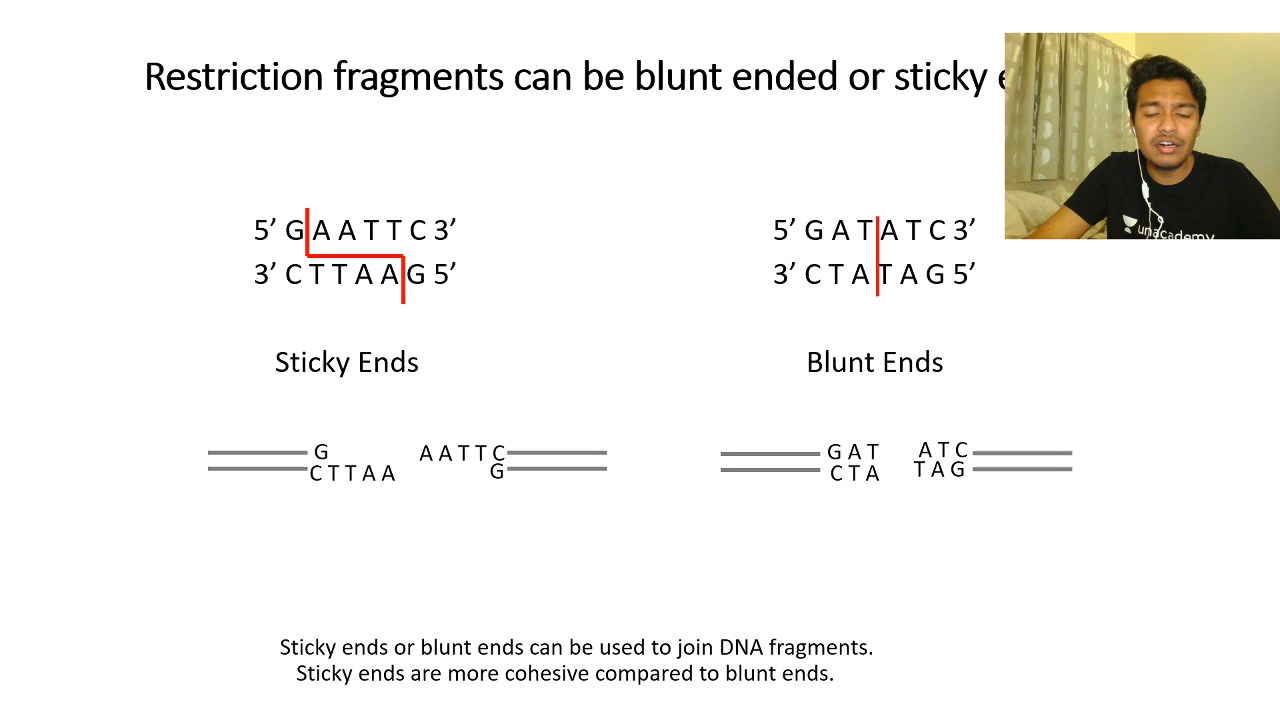 Restriction fragments can be blunt ended or sticky
5’ G A A T T C 3’
3’ C T T A A G 5’
5’ G A T A T C 3’
3’ C T A T A G 5’
Sticky Ends
Blunt Ends
G
C T T A A
A A T T C
G
G A T
C T A
A T C
T A G
Sticky ends or blunt ends can be used to join DNA fragments.
Sticky ends are more cohesive compared to blunt ends.
unacademy